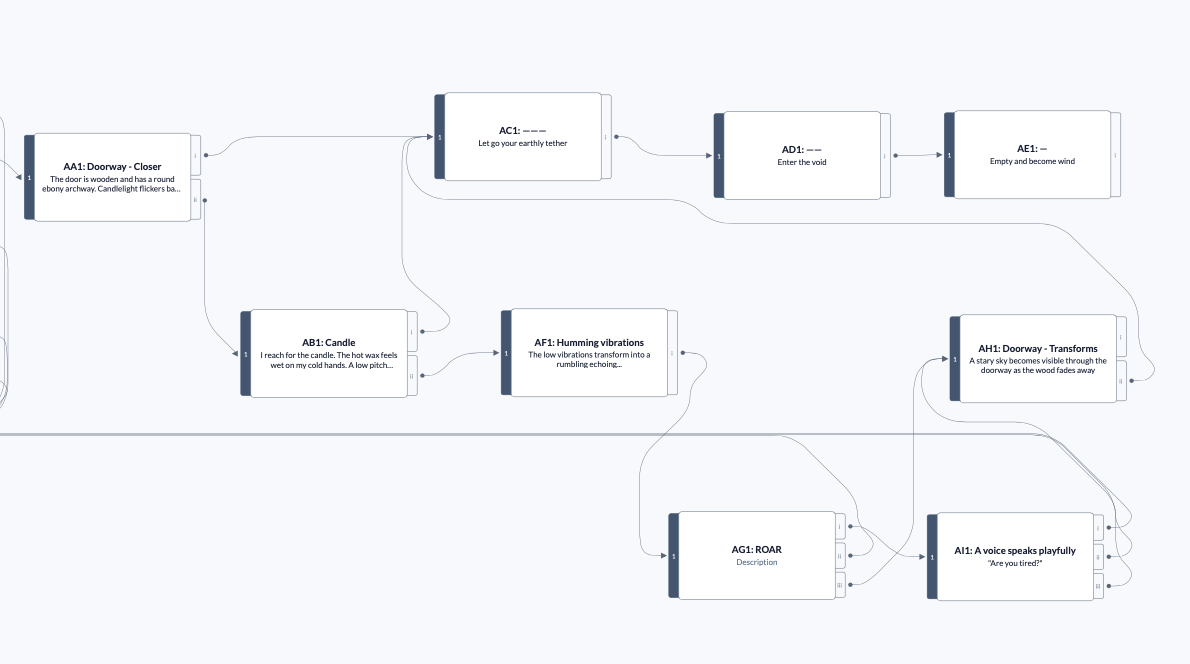 AC1: ———
Let go your earthly tether
1
i
AD1: ——
Enter the void
1
i
AE1: —
Empty and become wind
1
i
AA1: Doorway - Closer
The door is wooden and has a round
ebony archway. Candlelight flickers ba...
1
i
ii
AB1: Candle
I reach for the candle. The hot wax feels
wet on my cold hands. A low pitch...
1
i
ii
AF1: Humming vibrations
The low vibrations transform into a
rumbling echoing...
1
i
AH1: Doorway - Transforms
A stary sky becomes visible through the
doorway as the wood fades away
1
i
ii
AG1: ROAR
Description
1
i
ii
iii
AI1: A voice speaks playfully
"Are you tired?"
1
i
ii
iii